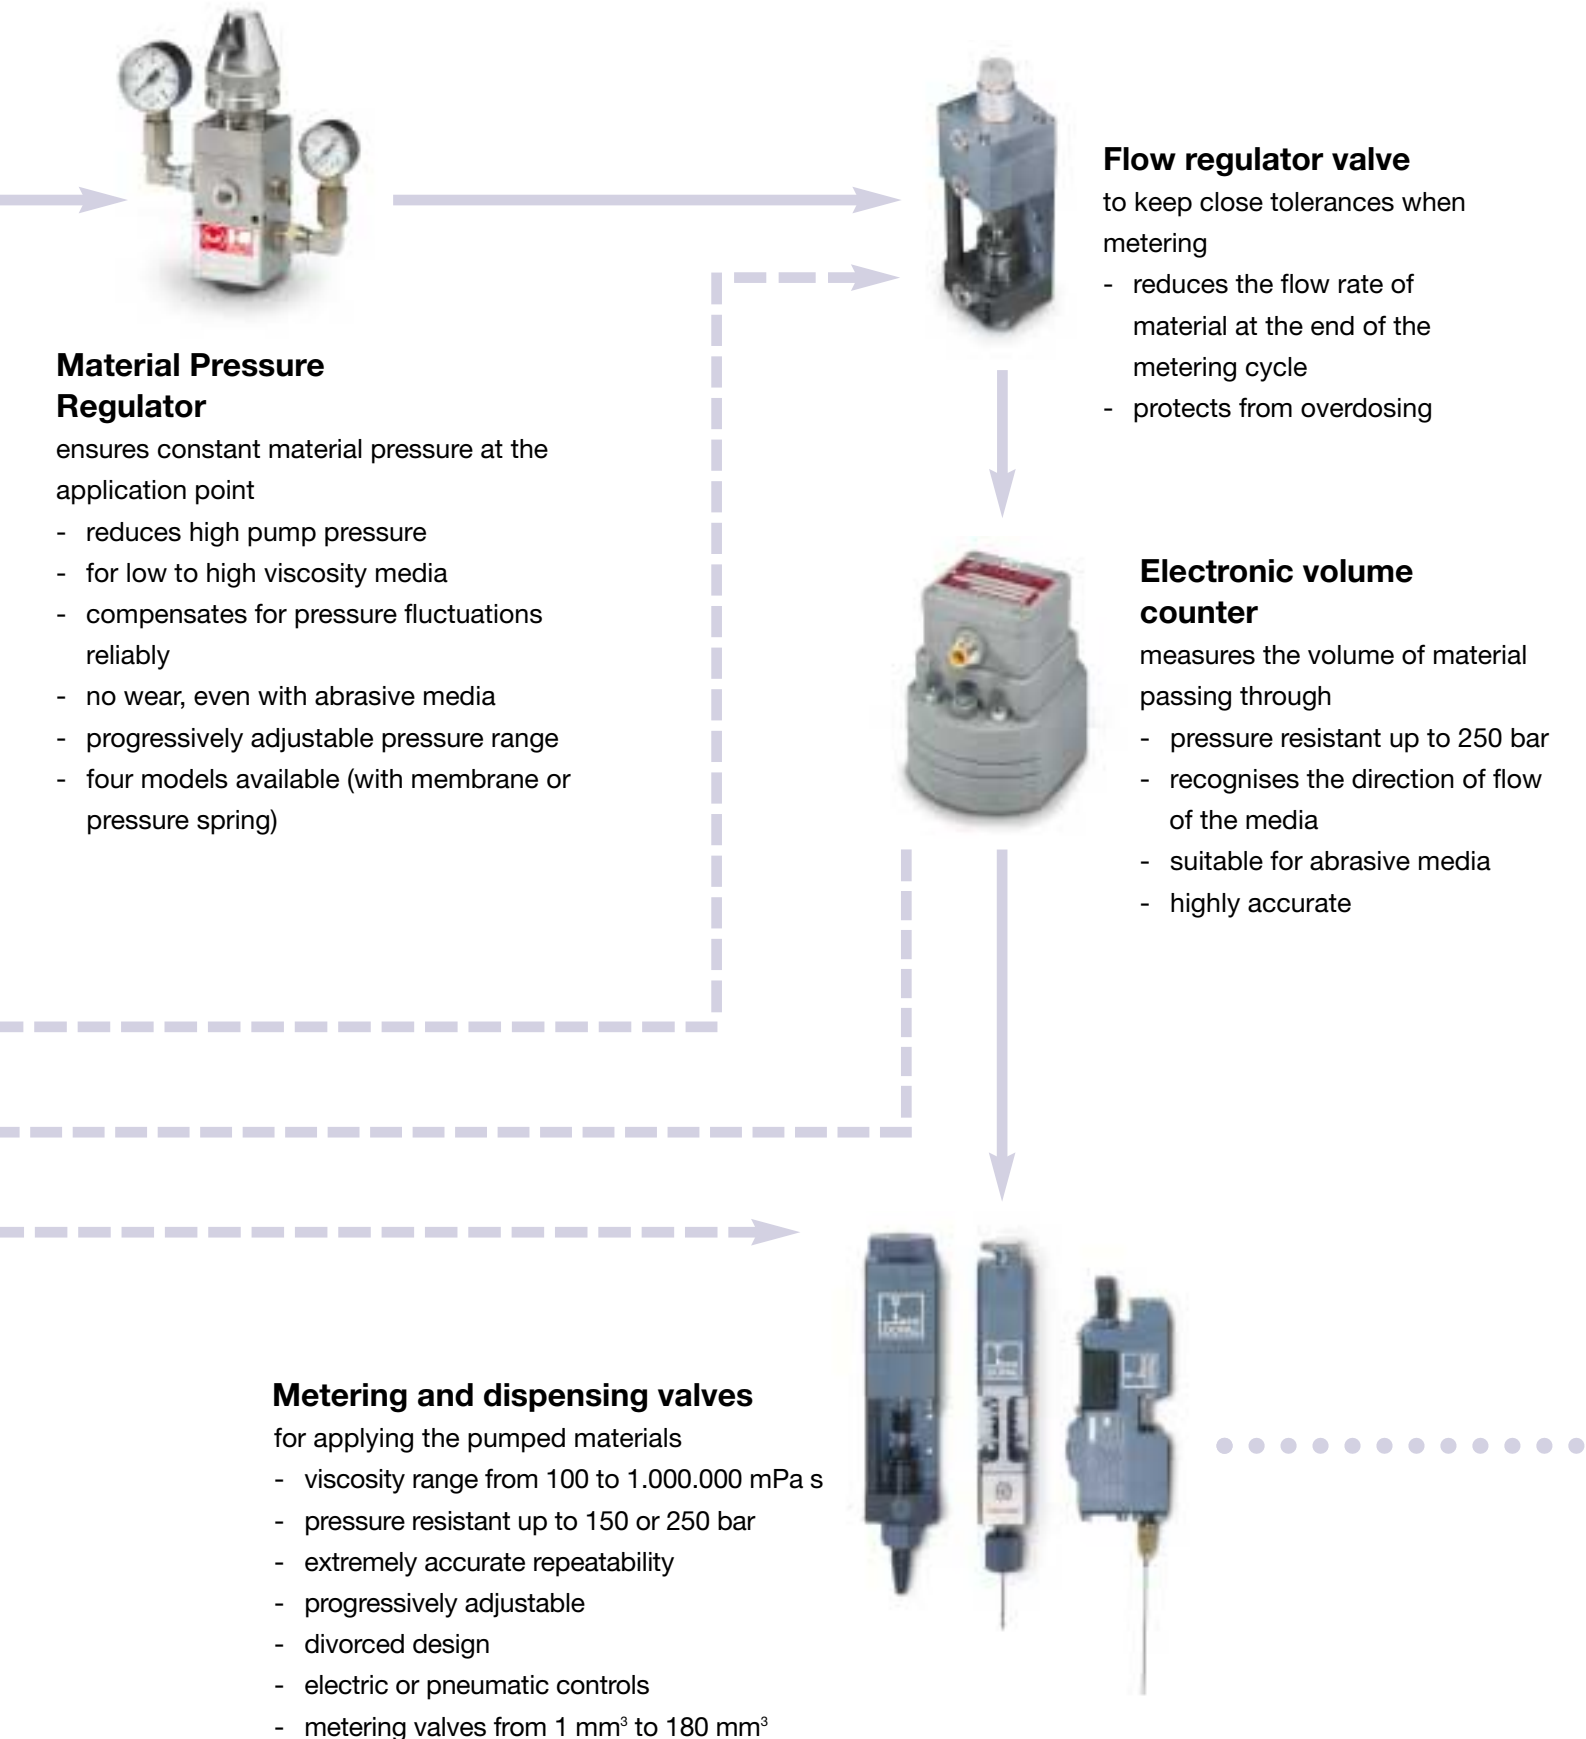 Flow regulator valve
to keep close tolerances when
metering
- reduces the flow rate of
material at the end of the
metering cycle
- protects from overdosing
Material Pressure
Regulator
ensures constant material pressure at the
application point
- reduces high pump pressure
- for low to high viscosity media
- compensates for pressure fluctuations
reliably
- no wear, even with abrasive media
- progressively adjustable pressure range
- four models available (with membrane or
pressure spring)
Electronic volume
counter
measures the volume of material
passing through
- pressure resistant up to 250 bar
- recognises the direction of flow
of the media
- suitable for abrasive media
- highly accurate
Metering and dispensing valves
for applying the pumped materials
- viscosity range from 100 to 1.000.000 mPa s
- pressure resistant up to 150 or 250 bar
- extremely accurate repeatability
- progressively adjustable
- divorced design
- electric or pneumatic controls
- metering valves from 1 mm³ to 180 mm³